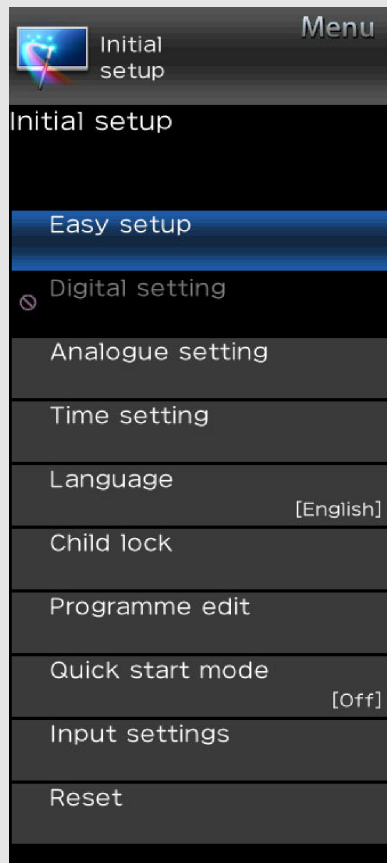 Menu
Initial
setup
Initial setup
Easy setup
Digital setting
Analogue setting
Time setting
Language
[English]
Child lock
Programme edit
Quick start mode
[Off]
Input settings
Reset